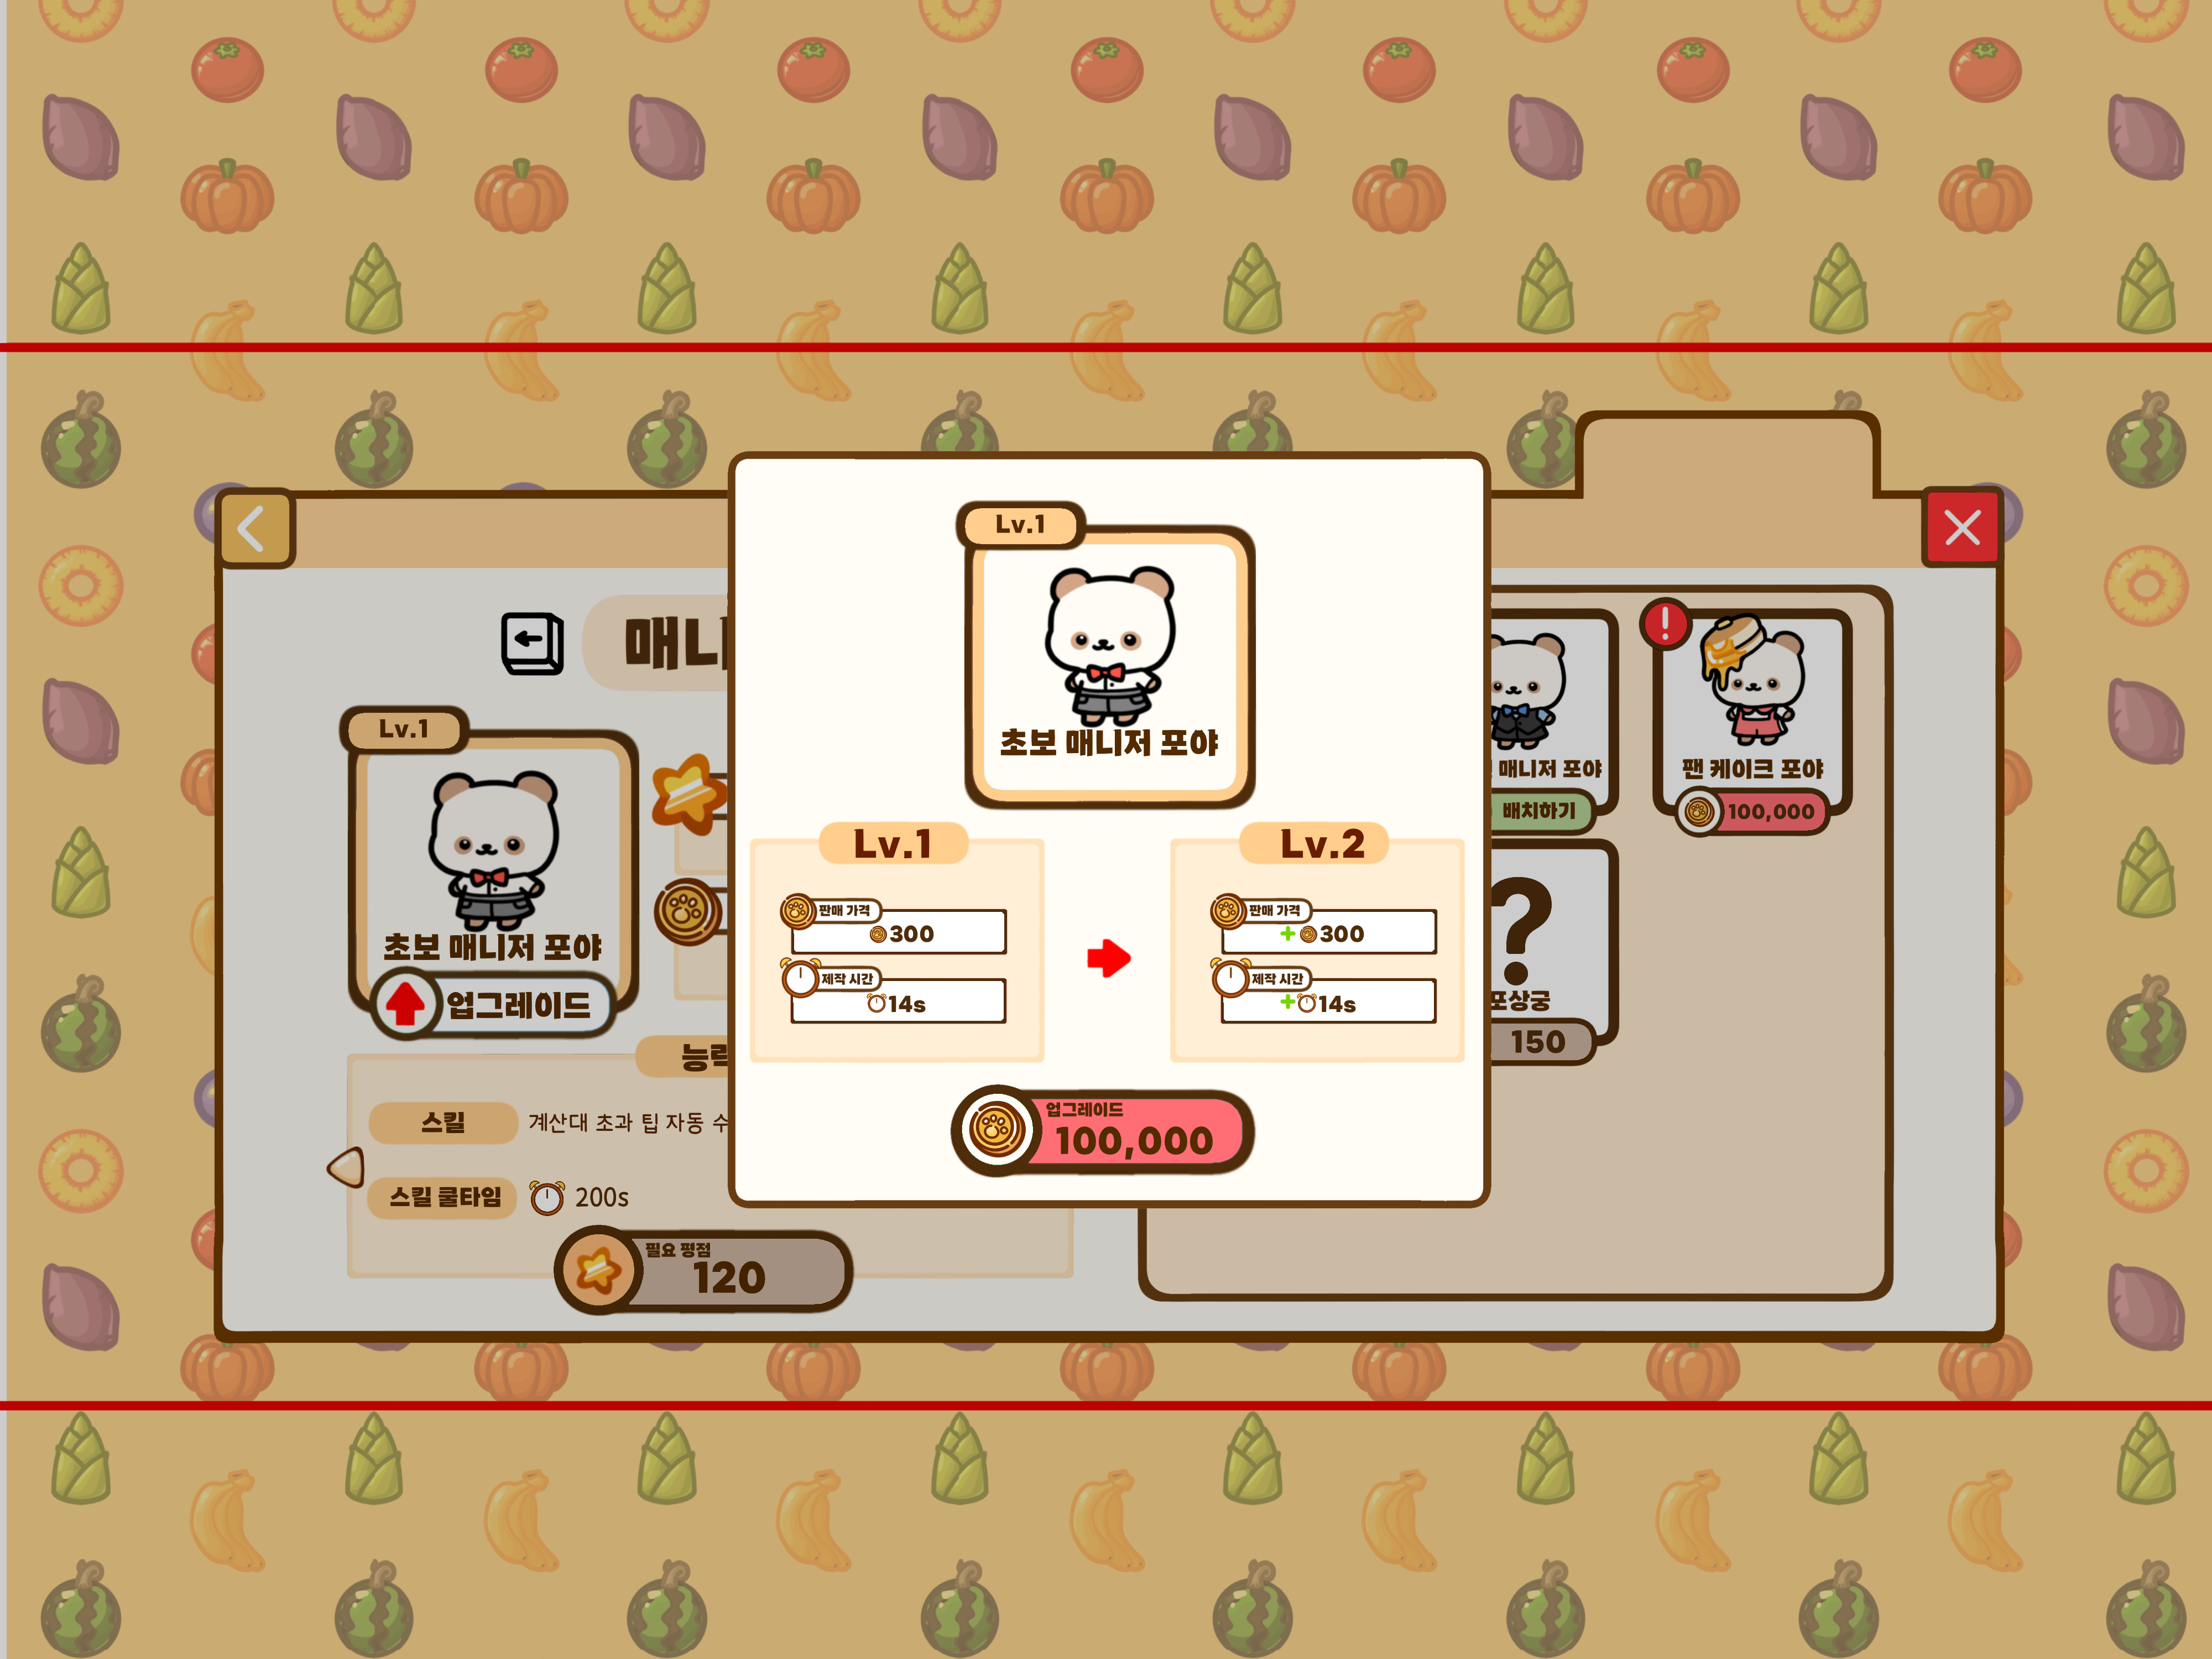 매니
Lv.1
초보 매니저 포야
업그레이드
능력
스킬
계산대 초과 팁 자동 수
스킬 쿨타임
200s
필요 평점
120
Lv.1
초보 매니저 포야
Lv.1
판매 가격
300
제작 시간
14s
Lv.2
판매 가격
+ 300
제작 시간
+ 14s
업그레이드
100,000
매니저 포야
배치하기
!
팬 케이크 포야
100,000
?
포상궁
150